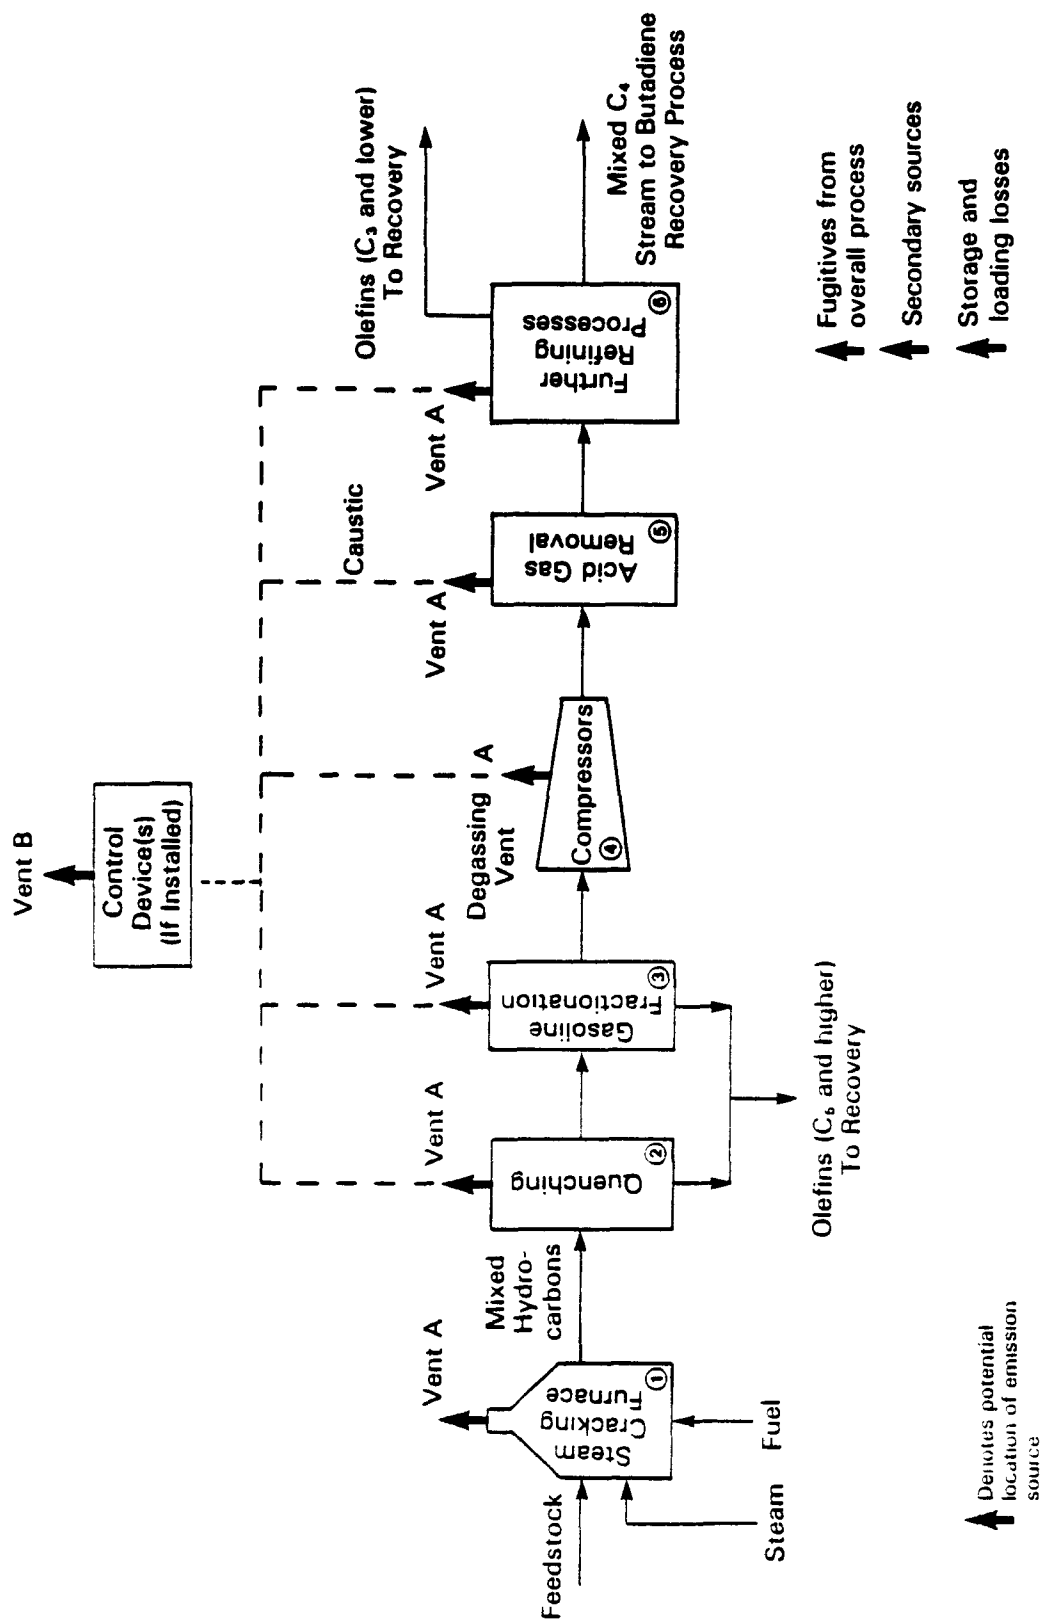 Vent B
Control
Device(s)
(If Installed)
Olefins (C₃ and lower)
To Recovery
Caustic
Vent A
Vent A
Degassing
Vent
A
Vent A
Vent A
Vent A
Mixed
Hydro-
carbons
Feedstock
Steam
Cracking
Furnace
①
Quenching
②
Gasoline
Fractionation
③
Compressors
④
Acid Gas
Removal
⑤
Further
Refining
Processes
⑥
Mixed C₄
Stream to Butadiene
Recovery Process
Steam
Fuel
Olefins (C₅ and higher)
To Recovery
Fugitives from
overall process
Secondary sources
Storage and
loading losses
Denotes potential
location of emission
source